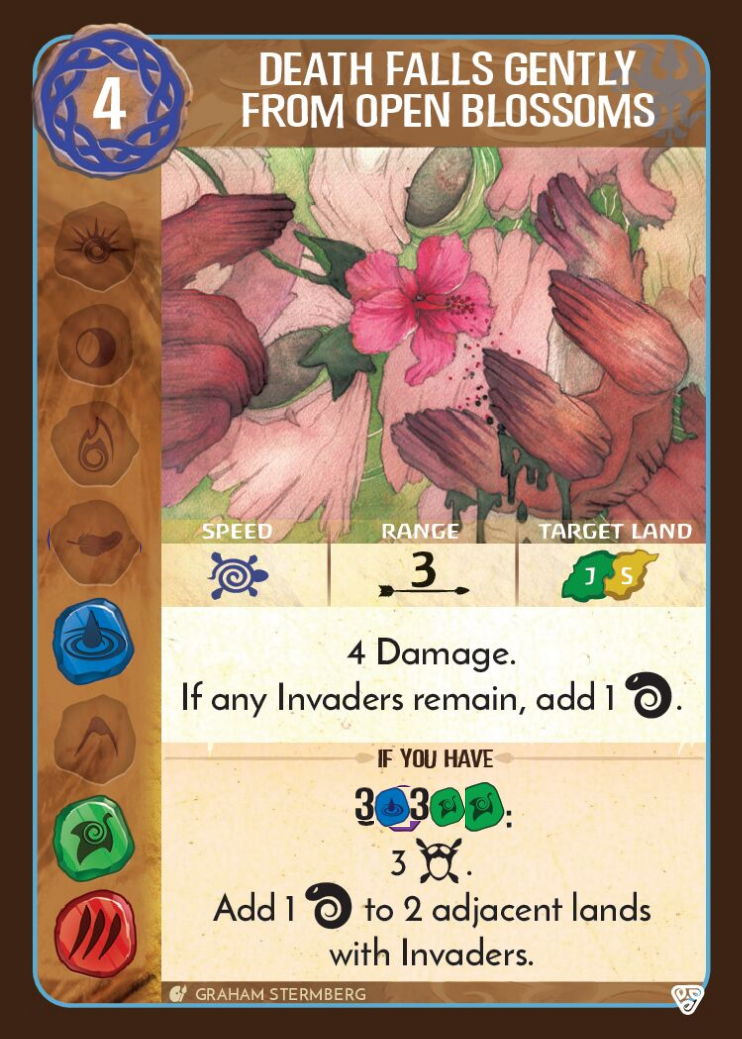 4
DEATH FALLS GENTLY
FROM OPEN BLOSSOMS
SPEED RANGE TARGET LAND
3 J S
4 Damage.
If any Invaders remain, add 1 .
IF YOU HAVE
3 3 :
3 .
Add 1 to 2 adjacent lands
with Invaders.
GRAHAM STERMBERG